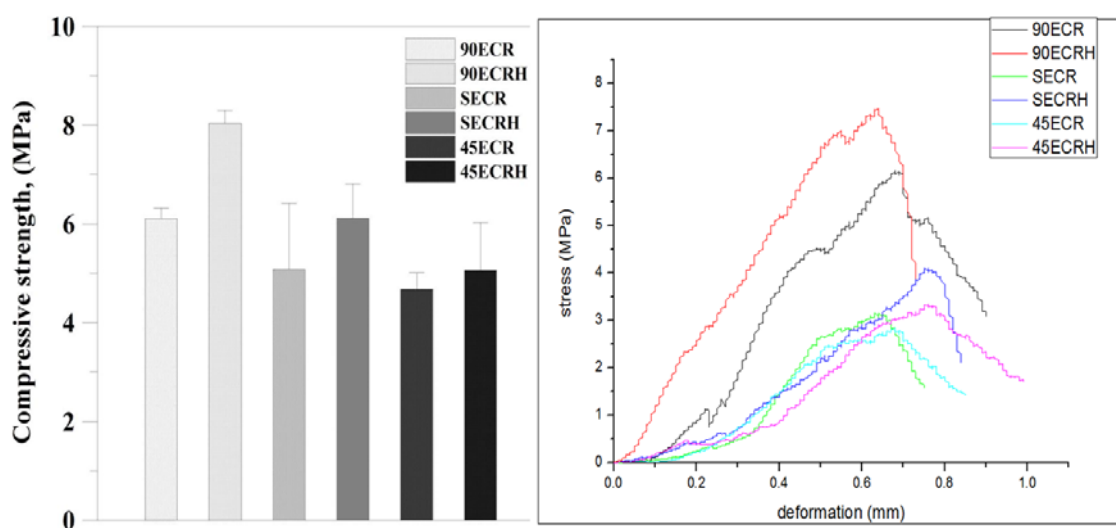 10
8
6
4
2
0
Compressive strength, (MPa)
90ECR
90ECRH
SECR
SECRH
45ECR
45ECRH
8
7
6
5
4
3
2
1
0
stress (MPa)
0.0 0.2 0.4 0.6 0.8 1.0
deformation (mm)
90ECR
90ECRH
SECR
SECRH
45ECR
45ECRH